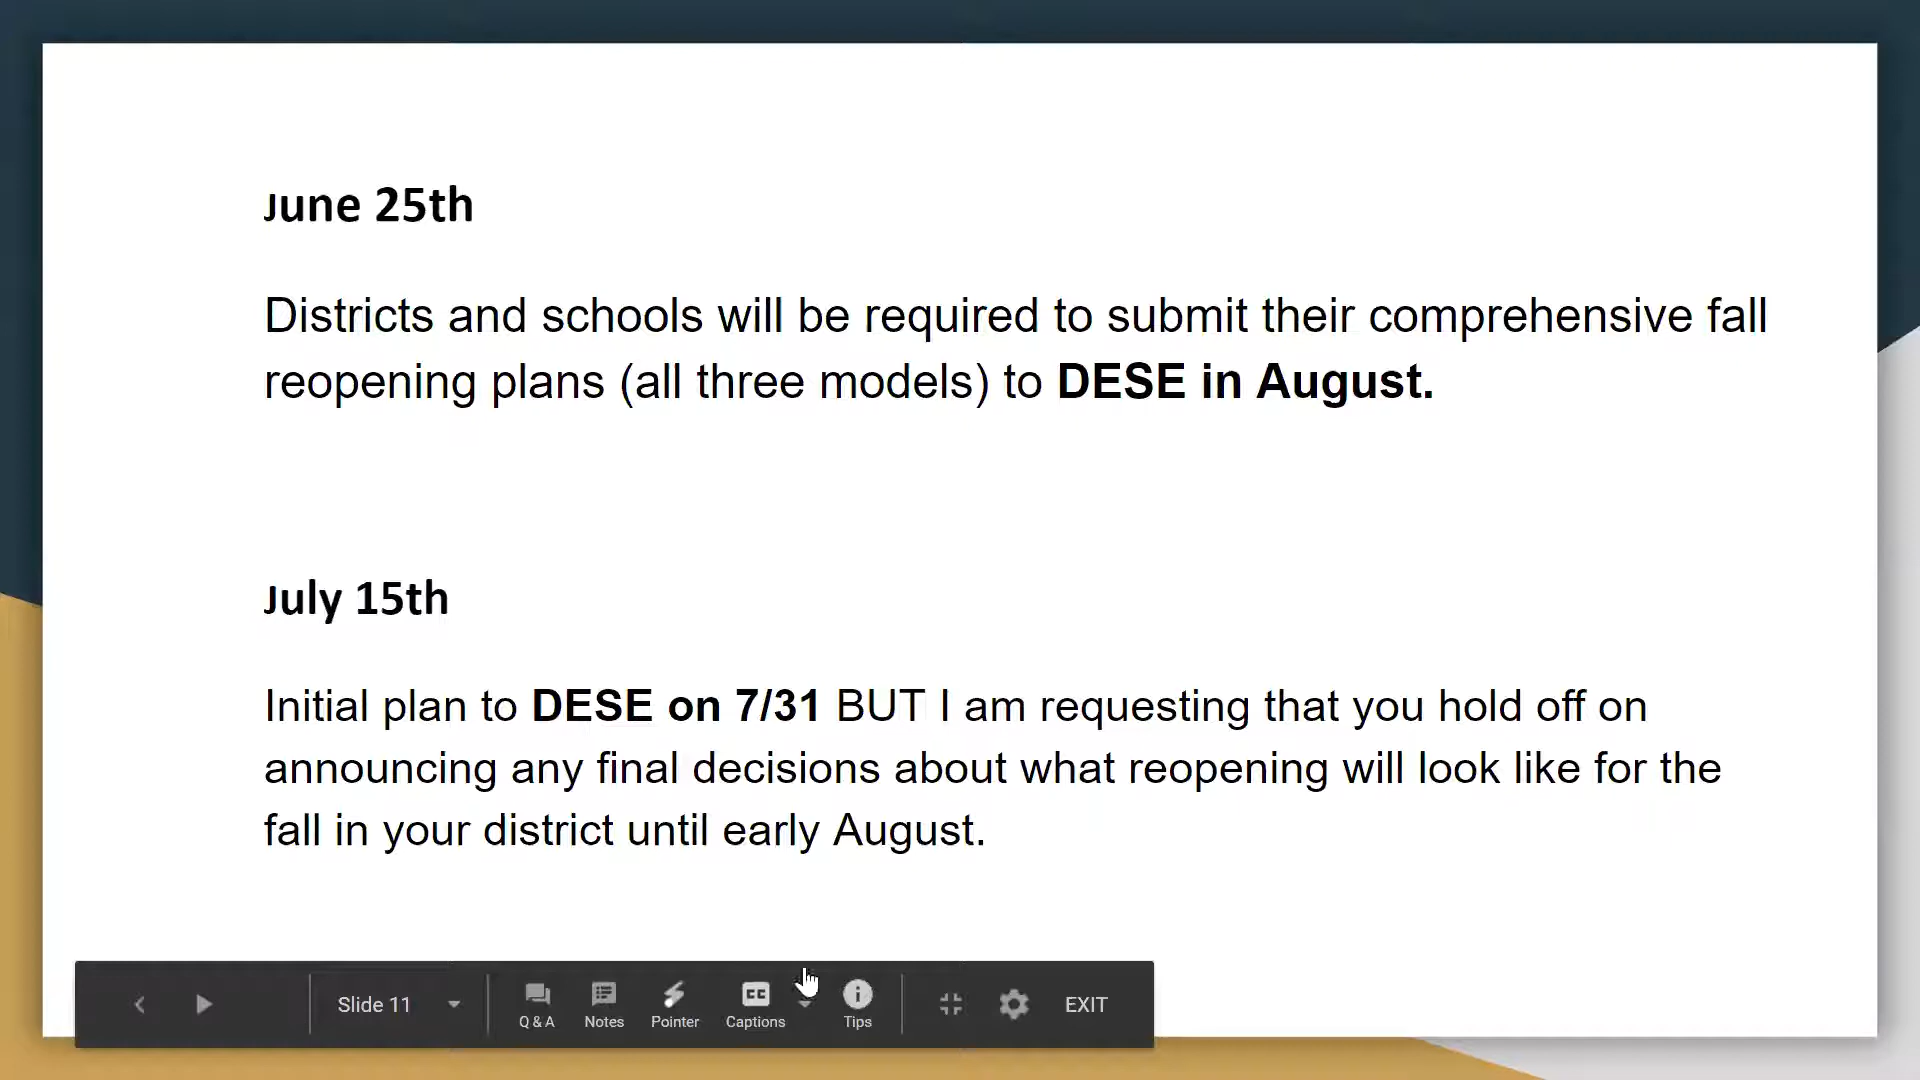 June 25th
Districts and schools will be required to submit their comprehensive fall
reopening plans (all three models) to DESE in August.
July 15th
Initial plan to DESE on 7/31 BUT I am requesting that you hold off on
announcing any final decisions about what reopening will look like for the
fall in your district until early August.
Slide 11
Q & A
Notes
Pointer
CC
Captions
Tips
EXIT